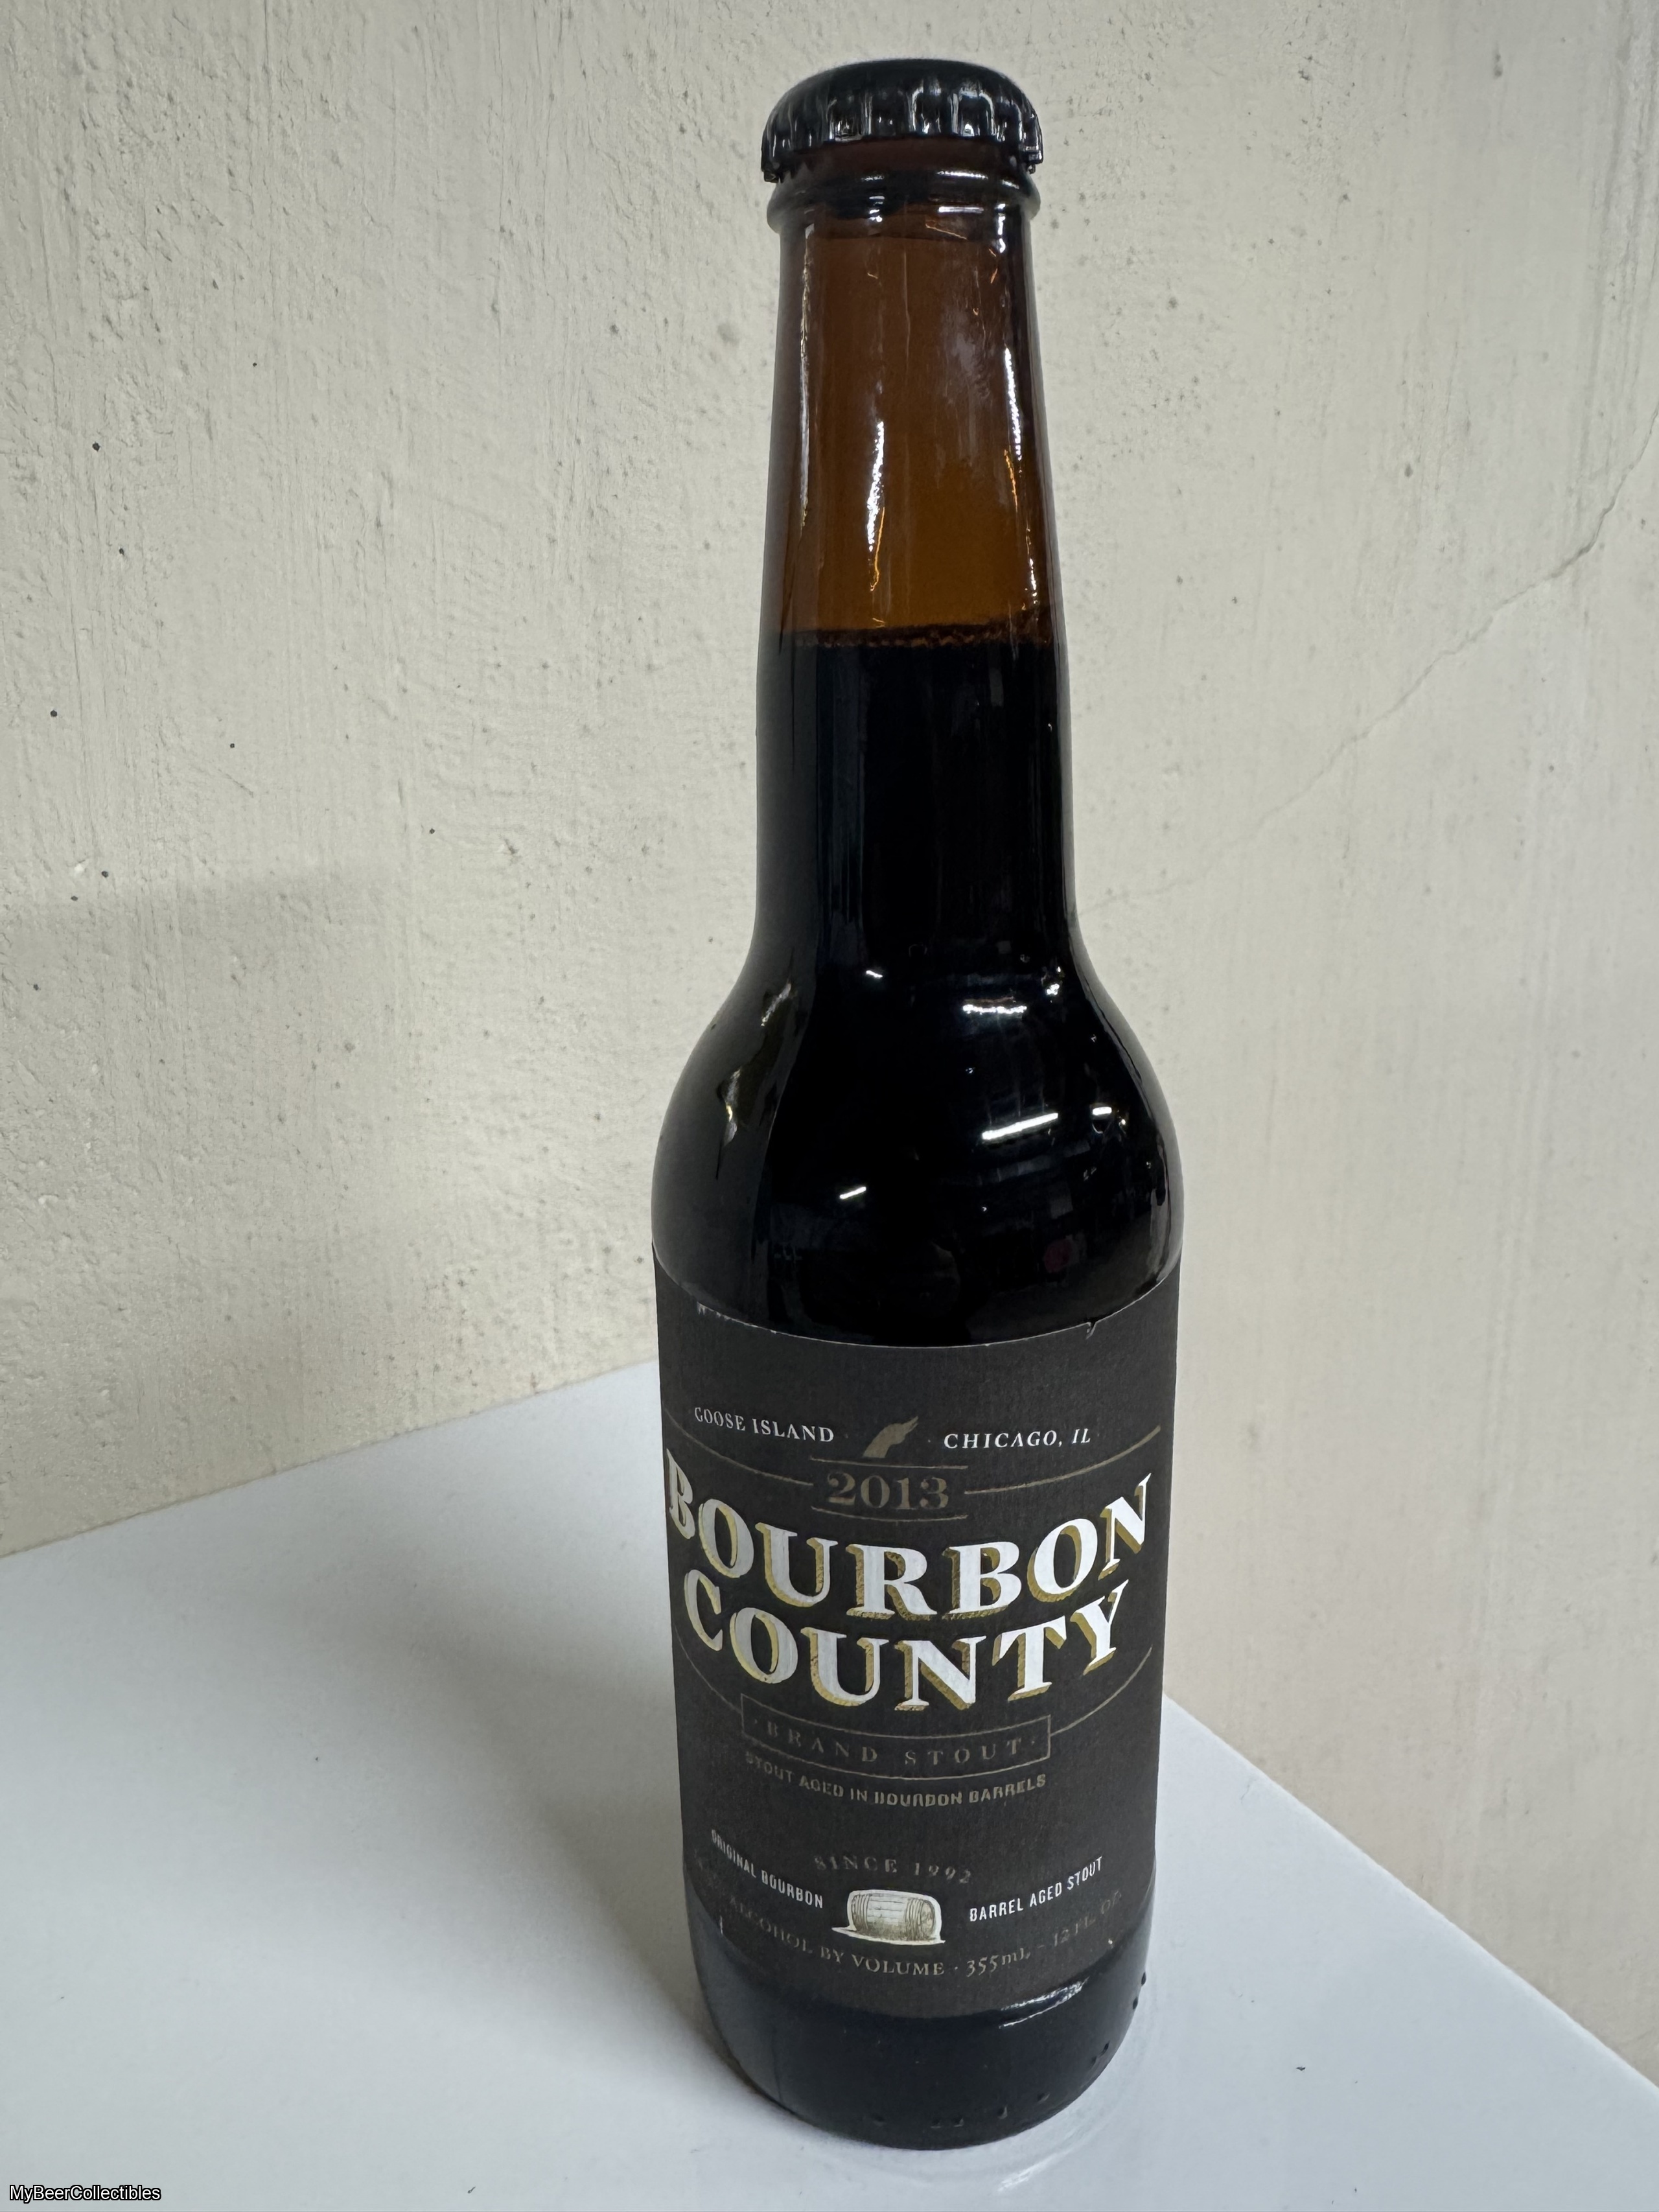 GOOSE ISLAND CHICAGO, IL
2013
BOURBON
COUNTY
· BRAND STOUT ·
STOUT AGED IN BOURBON BARRELS
SINCE 1992
ORIGINAL BOURBON BARREL AGED STOUT
ALCOHOL BY VOLUME · 355mL - 12 FL. OZ.
MyBeerCollectibles